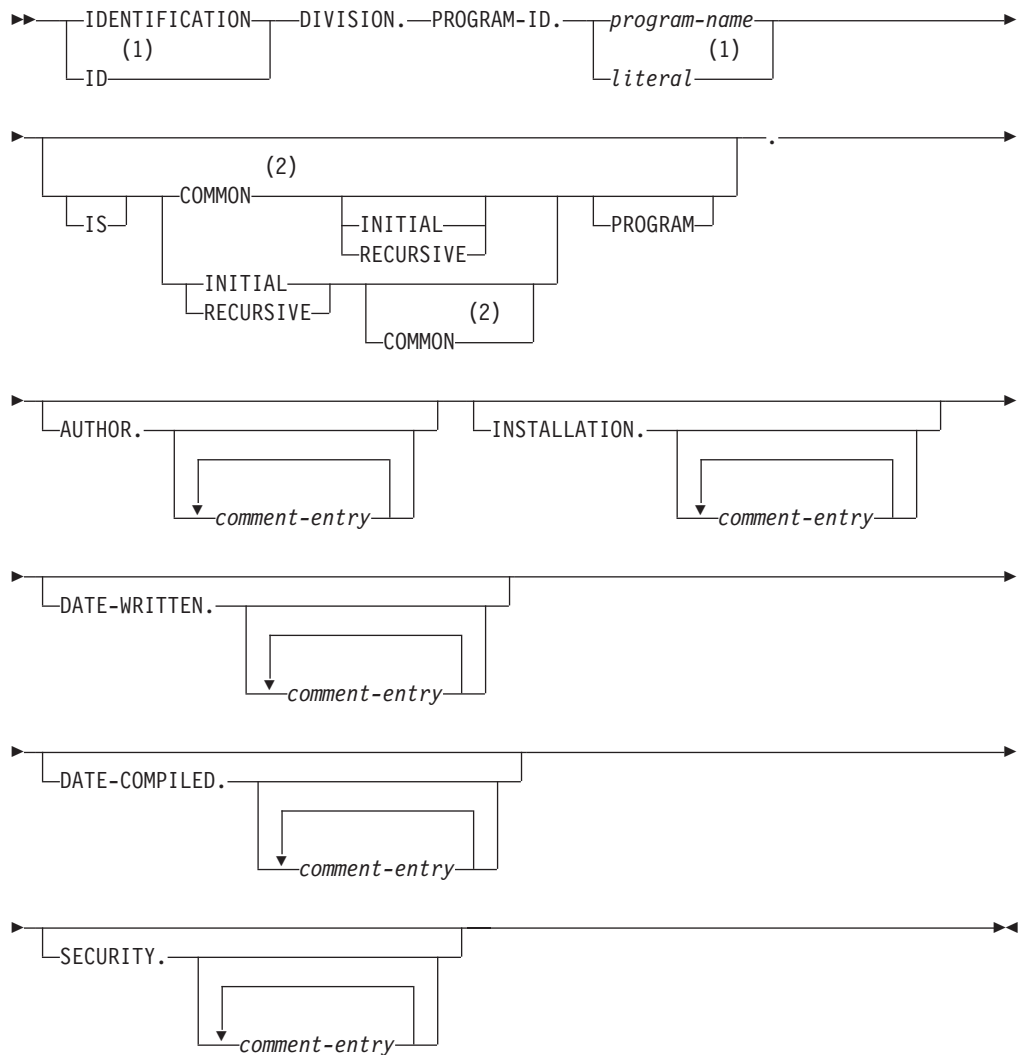 IDENTIFICATION DIVISION. PROGRAM-ID. program-name
(1) (1)
ID literal
.
(2)
COMMON
IS INITIAL PROGRAM
RECURSIVE
INITIAL
RECURSIVE (2)
COMMON
AUTHOR. INSTALLATION.
comment-entry comment-entry
DATE-WRITTEN.
comment-entry
DATE-COMPILED.
comment-entry
SECURITY.
comment-entry